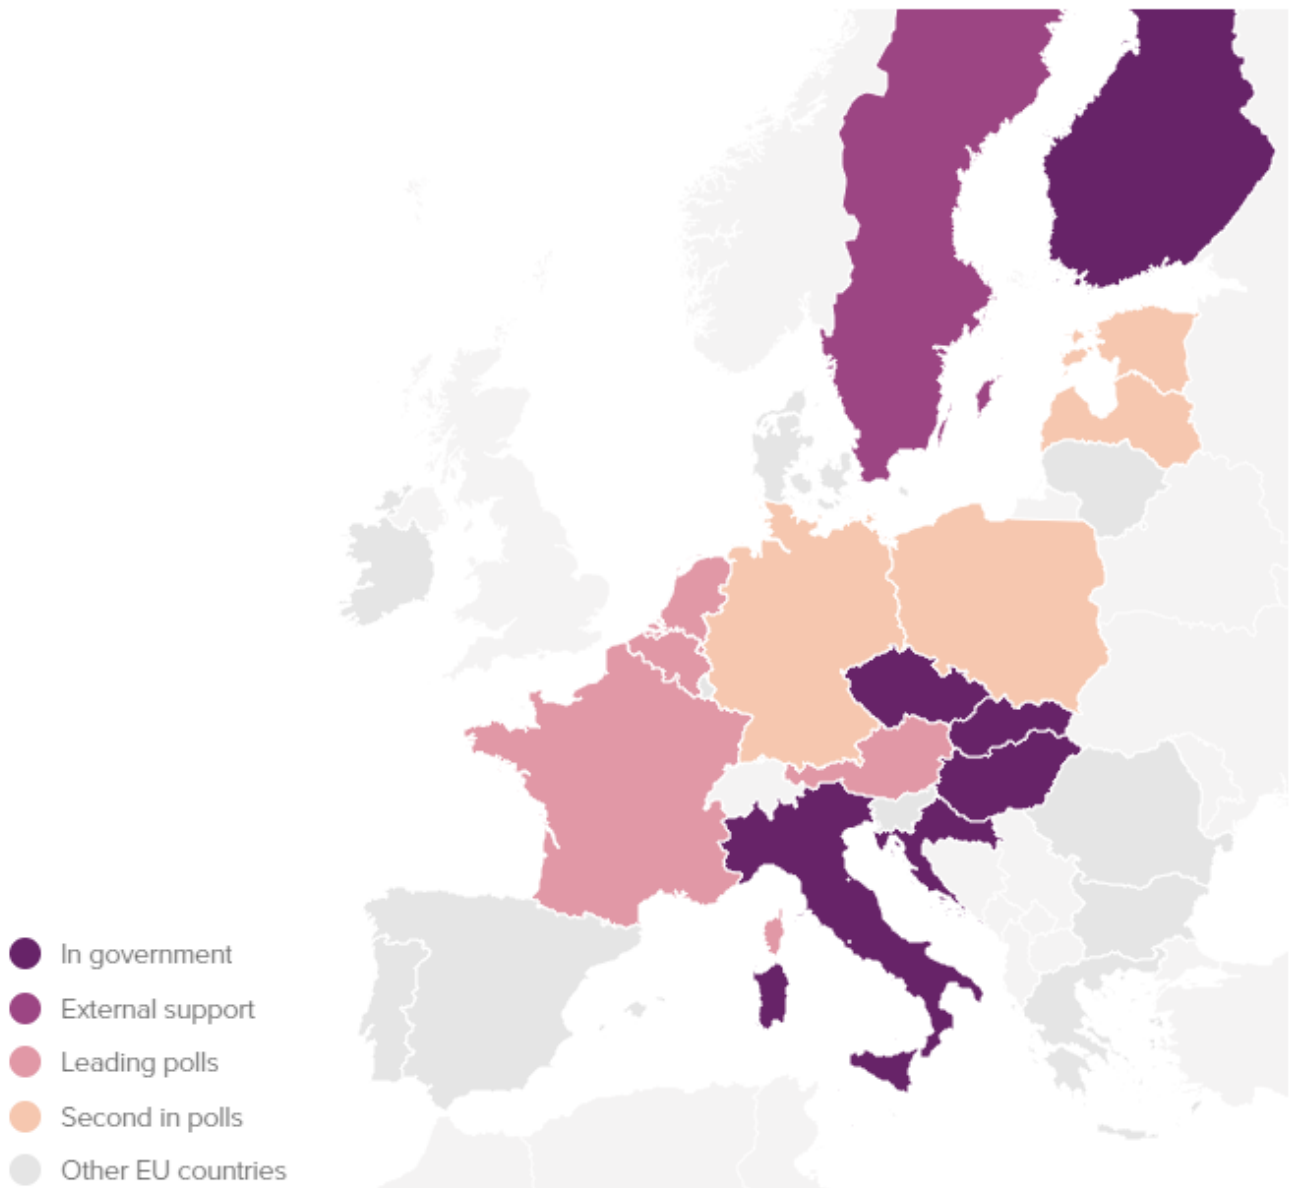 In government
External support
Leading polls
Second in polls
Other EU countries